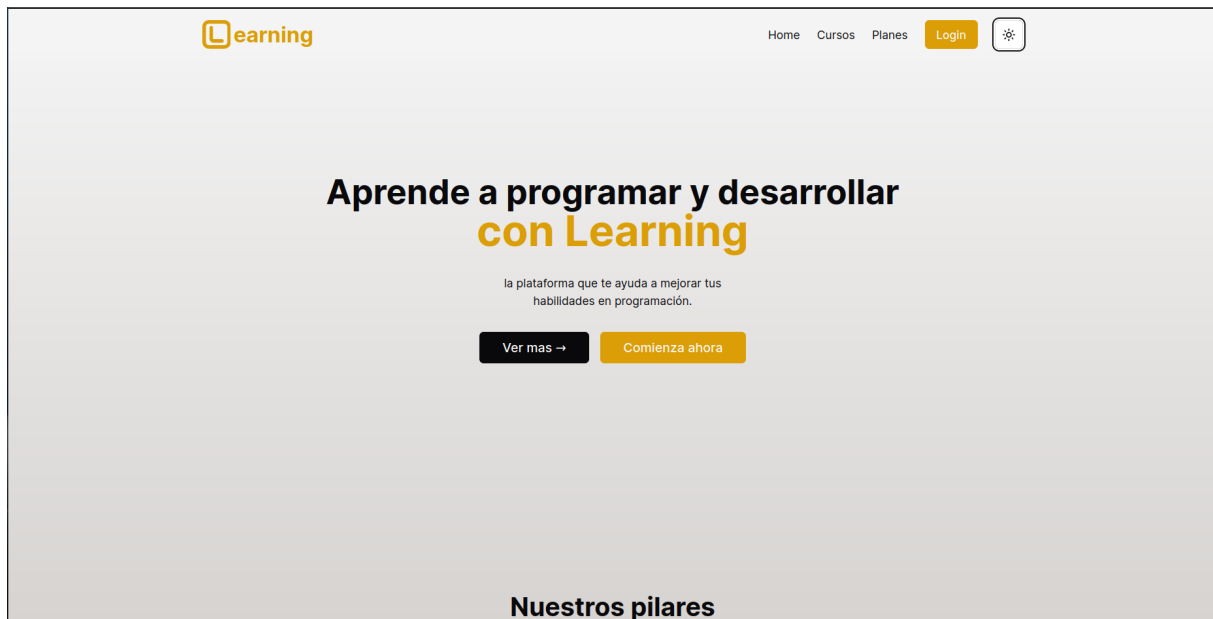 Learning
Home Cursos Planes Login
Aprende a programar y desarrollar
con Learning
la plataforma que te ayuda a mejorar tus
habilidades en programación.
Ver mas → Comienza ahora
Nuestros pilares